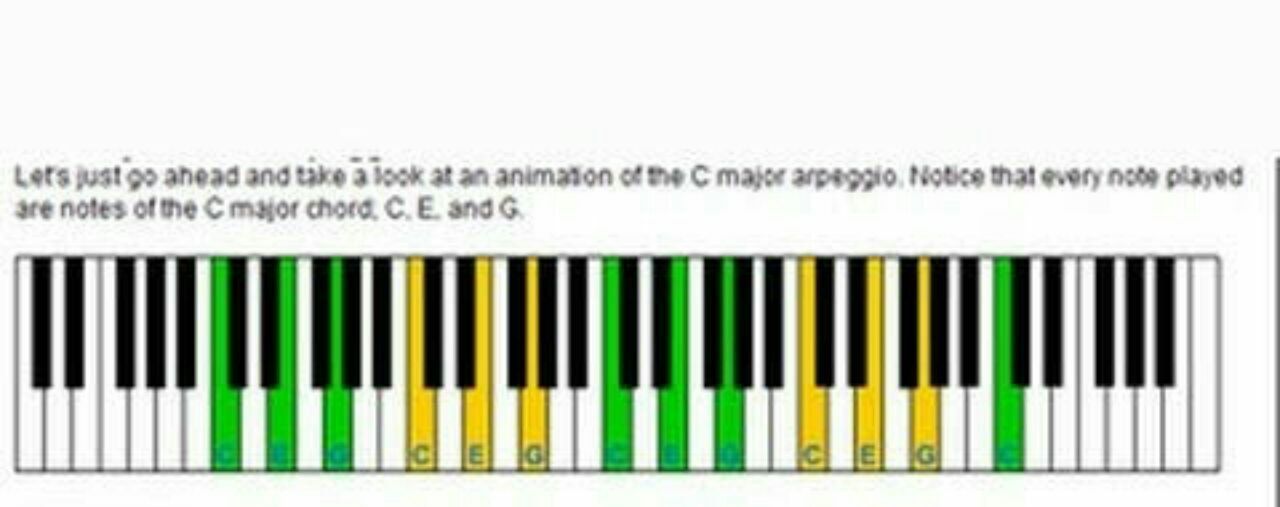 Let's just go ahead and take a look at an animation of the C major arpeggio. Notice that every note played
are notes of the C major chord, C, E, and G.
C E G C E G C E G C E G C